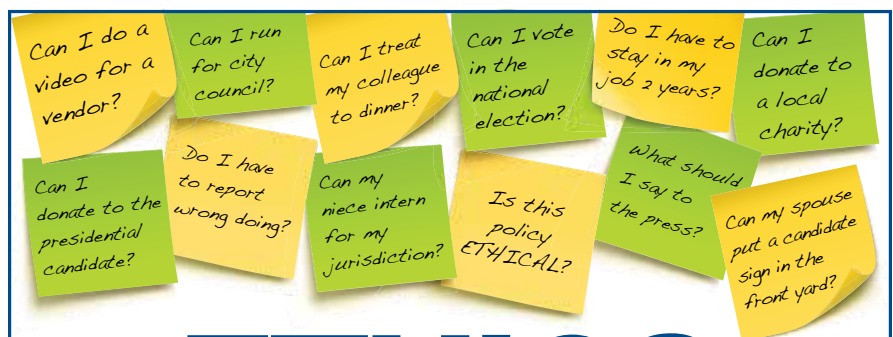 Can I do a
video for a
vendor?
Can I run
for city
council?
Can I treat
my colleague
to dinner?
Can I vote
in the
national
election?
Do I have to
stay in my
job 2 years?
Can I
donate to
a local
charity?
Can I
donate to the
presidential
candidate?
Do I have
to report
wrong doing?
Can my
niece intern
for my
jurisdiction?
Is this
policy
ETHICAL?
What should
I say to
the press?
Can my spouse
put a candidate
sign in the
front yard?